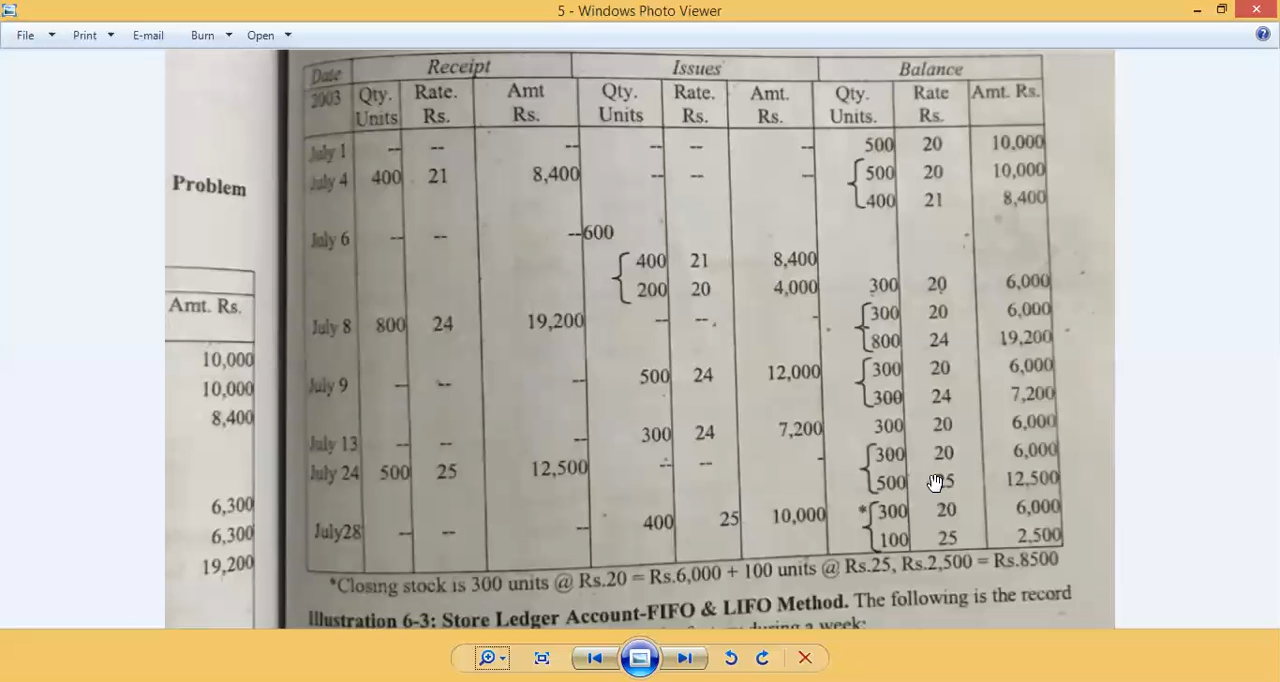 5 - Windows Photo Viewer
File Print E-mail Burn Open
Problem
Amt. Rs.
10,000
10,000
8,400
6,300
6,300
19,200
Date Receipt Issues Balance
2003 Qty. Units Rate. Rs. Amt Rs. Qty. Units Rate. Rs. Amt. Rs. Qty. Units. Rate Rs. Amt. Rs.
July 1 -- -- -- -- -- -- 500 20 10,000
July 4 400 21 8,400 -- -- -- 500 20 10,000
400 21 8,400
July 6 -- -- -- 600
400 21 8,400
200 20 4,000 300 20 6,000
July 8 800 24 19,200 -- -- - 300 20 6,000
800 24 19,200
July 9 -- -- -- 500 24 12,000 300 20 6,000
300 24 7,200
July 13 -- -- -- 300 24 7,200 300 20 6,000
July 24 500 25 12,500 -- -- - 300 20 6,000
500 12,500
July28 -- -- -- 400 25 10,000 *300 20 6,000
100 25 2,500
*Closing stock is 300 units @ Rs.20 = Rs.6,000 + 100 units @ Rs.25, Rs.2,500 = Rs.8500
Illustration 6-3: Store Ledger Account-FIFO & LIFO Method. The following is the record
during a week: